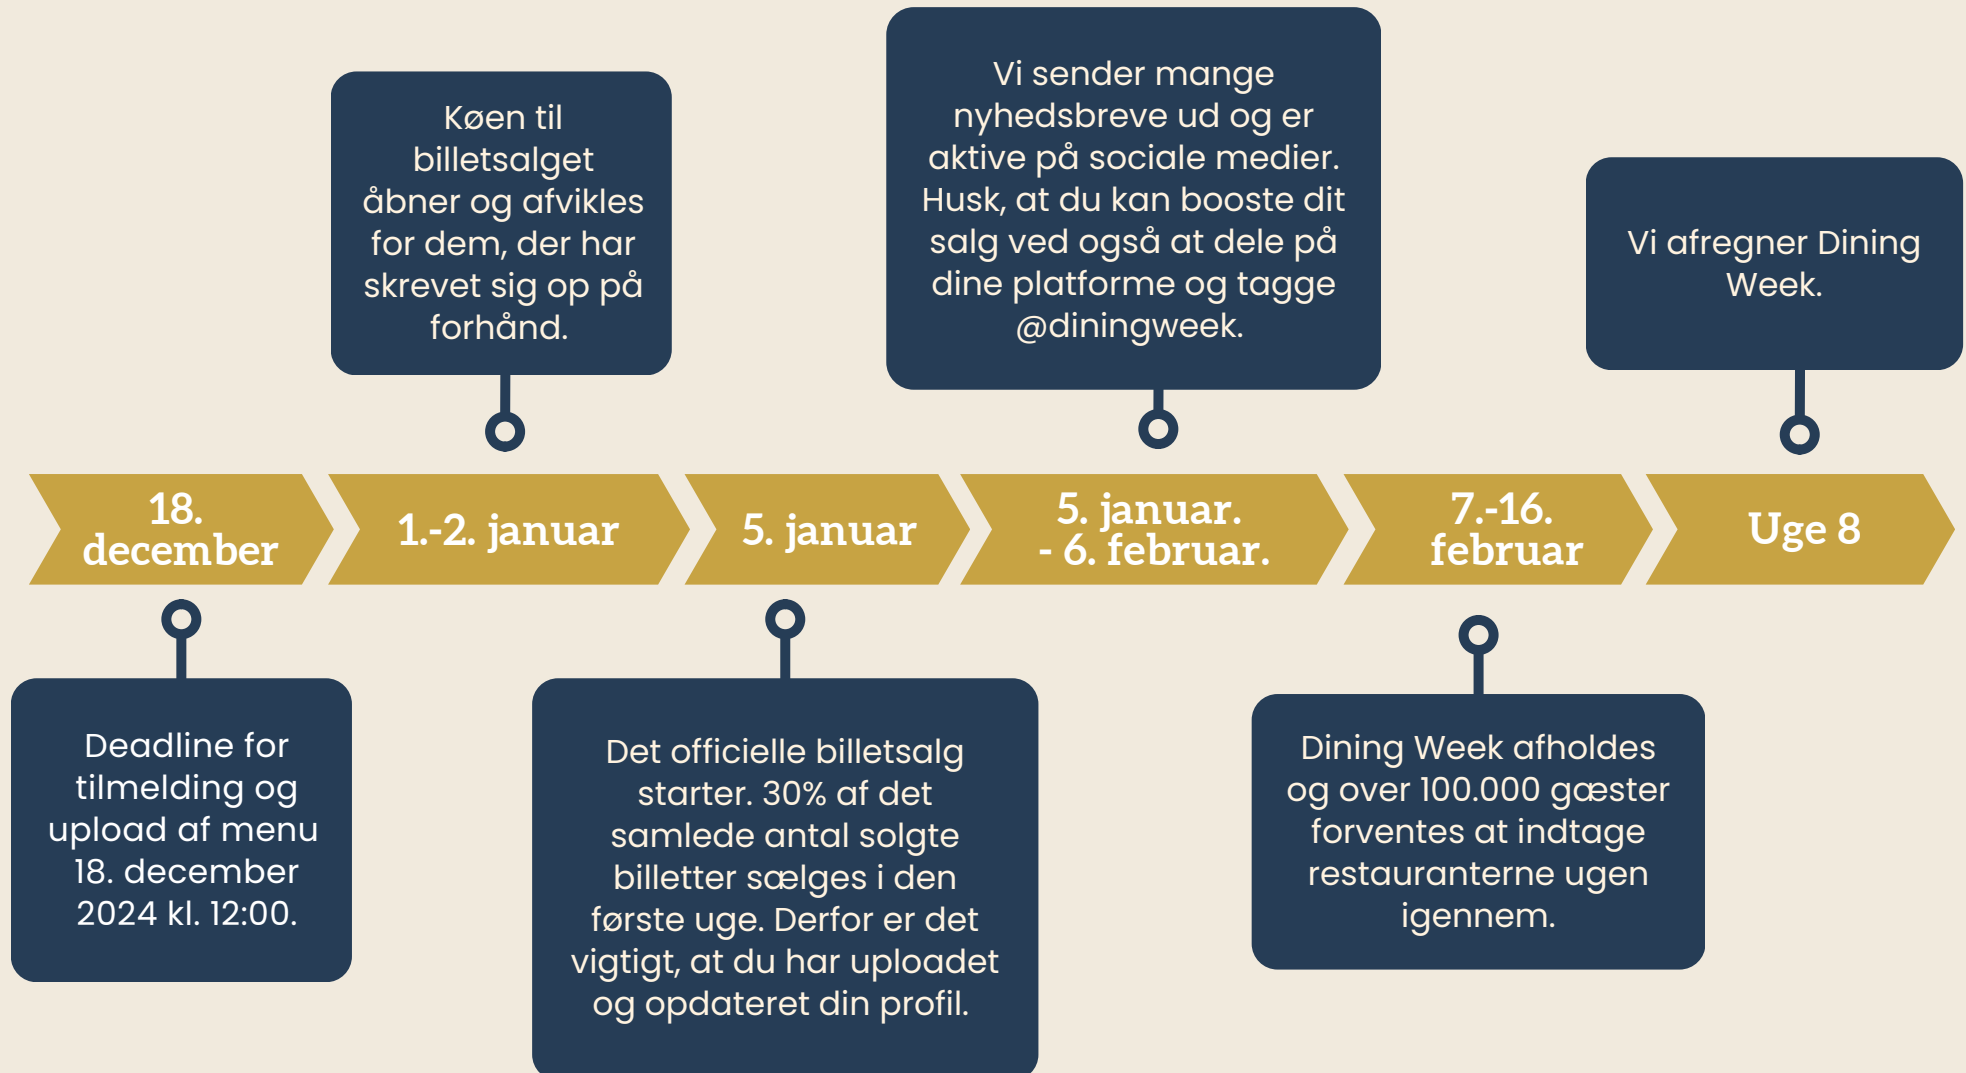 Køen til
billetsalget
åbner og afvikles
for dem, der har
skrevet sig op på
forhånd.
Vi sender mange
nyhedsbreve ud og er
aktive på sociale medier.
Husk, at du kan booste dit
salg ved også at dele på
dine platforme og tagge
@diningweek.
Vi afregner Dining
Week.
18.
december
1.-2. januar
5. januar
5. januar.
- 6. februar.
7.-16.
februar
Uge 8
Deadline for
tilmelding og
upload af menu
18. december
2024 kl. 12:00.
Det officielle billetsalg
starter. 30% af det
samlede antal solgte
billetter sælges i den
første uge. Derfor er det
vigtigt, at du har uploadet
og opdateret din profil.
Dining Week afholdes
og over 100.000 gæster
forventes at indtage
restauranterne ugen
igennem.